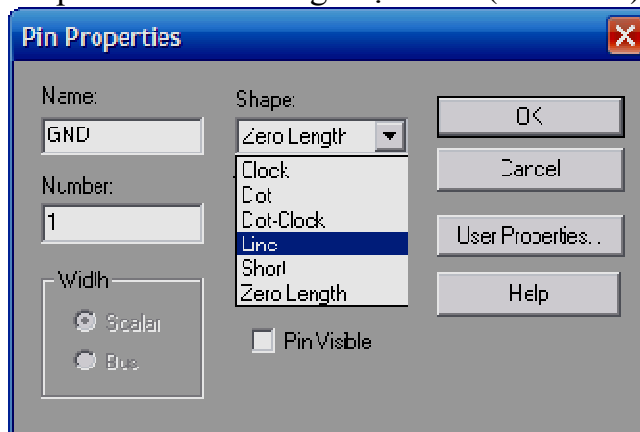 Pin Properties
Name:
GND
Number:
1
Width
Scalar
Bus
Shape:
Zero Length
Clock
Dot
Dot-Clock
Line
Short
Zero Length
Pin Visible
OK
Cancel
User Properties...
Help